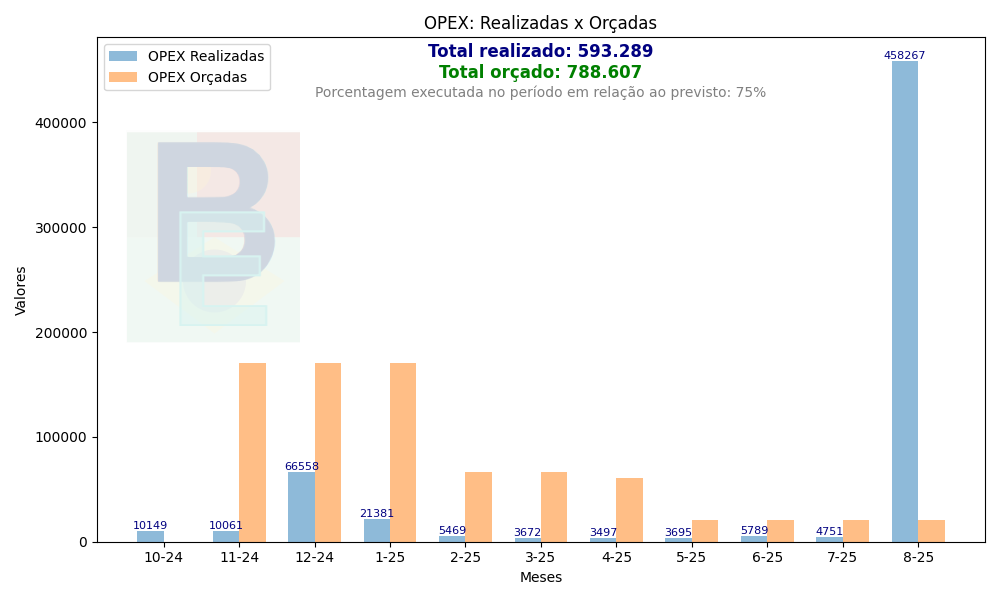 OPEX: Realizadas x Orçadas
OPEX Realizadas
OPEX Orçadas
Total realizado: 593.289
Total orçado: 788.607
Porcentagem executada no período em relação ao previsto: 75%
458267
400000
300000
200000
100000
0
Valores
B
E
10149
10061
66558
21381
5469
3672
3497
3695
5789
4751
10-24
11-24
12-24
1-25
2-25
3-25
4-25
5-25
6-25
7-25
8-25
Meses